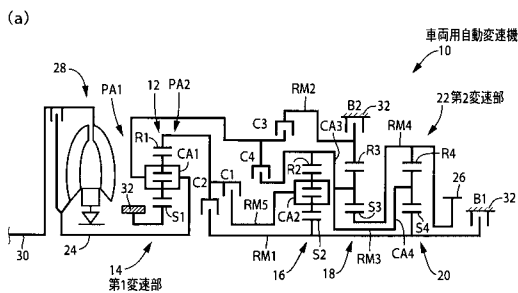 (a)
車両用自動変速機
10
28
PA1
12
PA2
RM2
B2
32
22第2変速部
RM4
C3
CA3
R1
CA1
C4
R2
R3
R4
C2
C1
26
B1
32
32
S1
RM5
CA2
S3
S4
30
24
14
第1変速部
RM1
16
S2
18
RM3
CA4
20